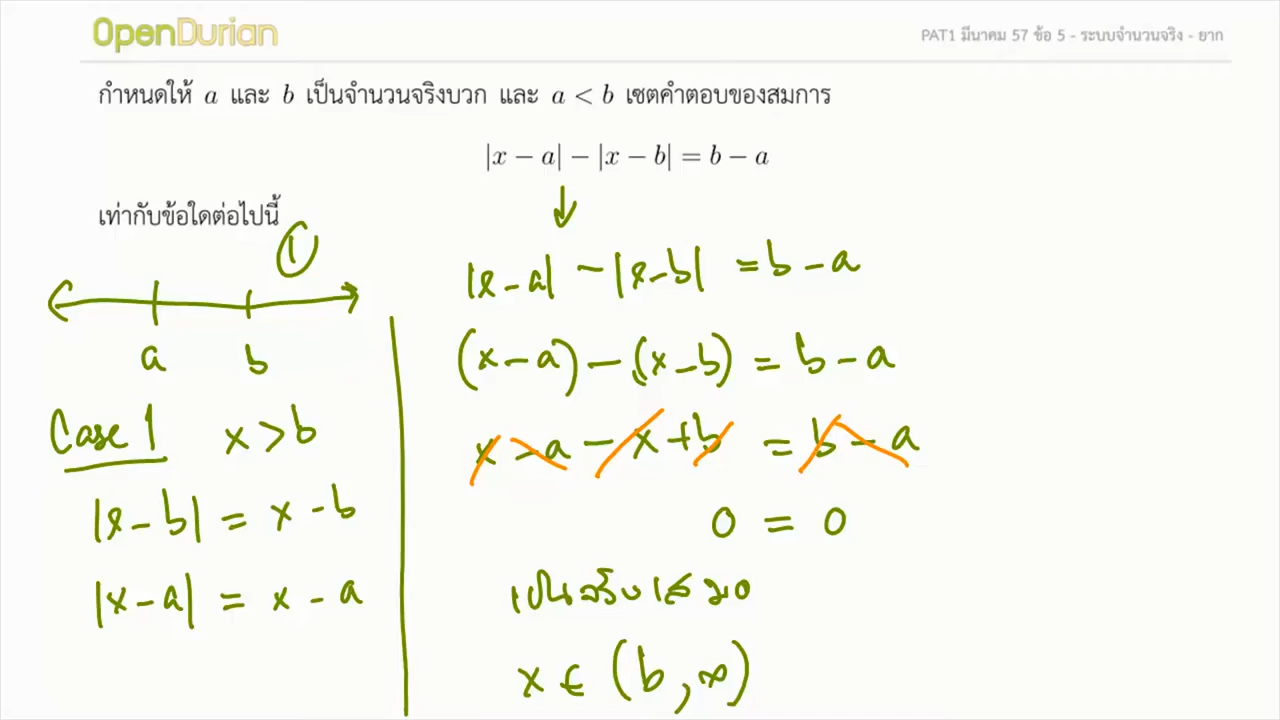 OpenDurian
PAT1 มีนาคม 57 ข้อ 5 - ระบบจำนวนจริง - ยาก
กำหนดให้ a และ b เป็นจำนวนจริงบวก และ a < b เซตคำตอบของสมการ
|x − a| − |x − b| = b − a
เท่ากับข้อใดต่อไปนี้
①
a b
Case 1 x > b
|x − b| = x − b
|x − a| = x − a
|x − a| − |x − b| = b − a
(x − a) − (x − b) = b − a
x − a − x + b = b − a
0 = 0
เป็นจริงเสมอ
x ∈ (b, ∞)